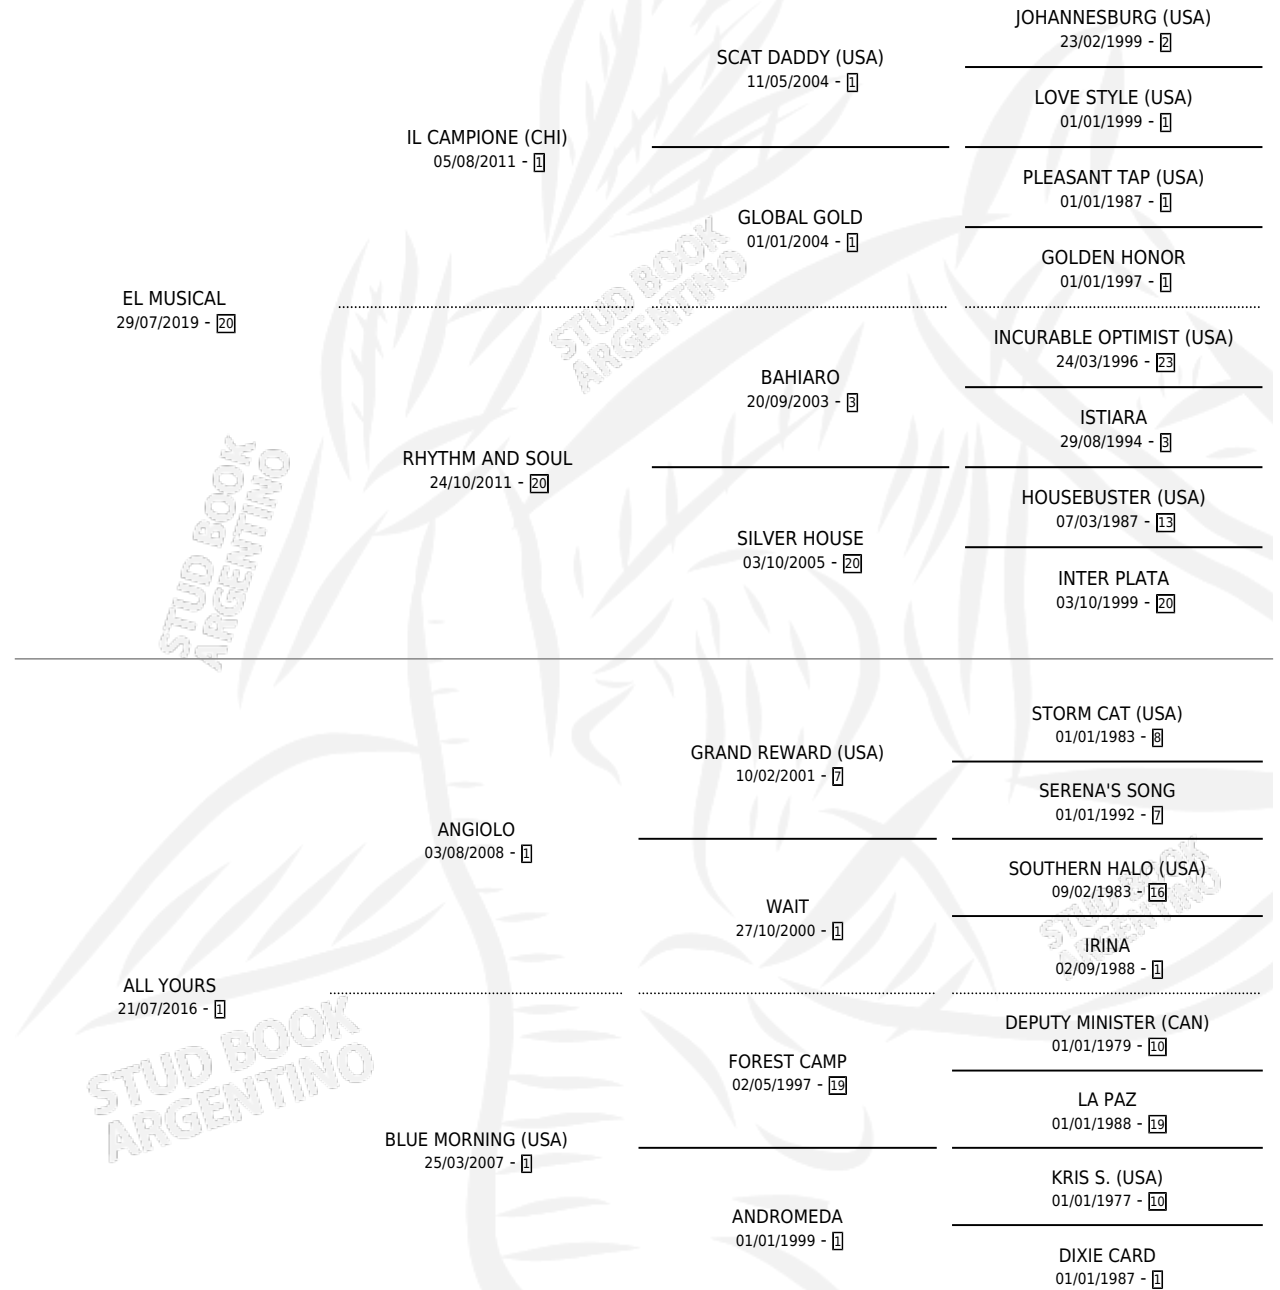 JOHANNESBURG (USA)
23/02/1999 - 2
SCAT DADDY (USA)
11/05/2004 - 1
LOVE STYLE (USA)
01/01/1999 - 1
IL CAMPIONE (CHI)
05/08/2011 - 1
PLEASANT TAP (USA)
01/01/1987 - 1
GLOBAL GOLD
01/01/2004 - 1
GOLDEN HONOR
01/01/1997 - 1
EL MUSICAL
29/07/2019 - 20
INCURABLE OPTIMIST (USA)
24/03/1996 - 23
BAHIARO
20/09/2003 - 3
ISTIARA
29/08/1994 - 3
RHYTHM AND SOUL
24/10/2011 - 20
HOUSEBUSTER (USA)
07/03/1987 - 13
SILVER HOUSE
03/10/2005 - 20
INTER PLATA
03/10/1999 - 20
STUD BOOK
ARGENTINO
STUD BOOK
ARGENTINO
STORM CAT (USA)
01/01/1983 - 8
GRAND REWARD (USA)
10/02/2001 - 7
SERENA'S SONG
01/01/1992 - 7
ANGIOLO
03/08/2008 - 1
SOUTHERN HALO (USA)
09/02/1983 - 16
WAIT
27/10/2000 - 1
IRINA
02/09/1988 - 1
STUD BOOK
ARGENTINO
ALL YOURS
21/07/2016 - 1
DEPUTY MINISTER (CAN)
01/01/1979 - 10
FOREST CAMP
02/05/1997 - 19
LA PAZ
01/01/1988 - 19
BLUE MORNING (USA)
25/03/2007 - 1
KRIS S. (USA)
01/01/1977 - 10
ANDROMEDA
01/01/1999 - 1
DIXIE CARD
01/01/1987 - 1
STUD BOOK
ARGENTINO